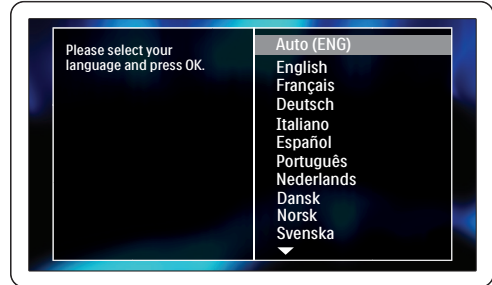 Please select your
language and press OK.
Auto (ENG)
English
Français
Deutsch
Italiano
Español
Português
Nederlands
Dansk
Norsk
Svenska